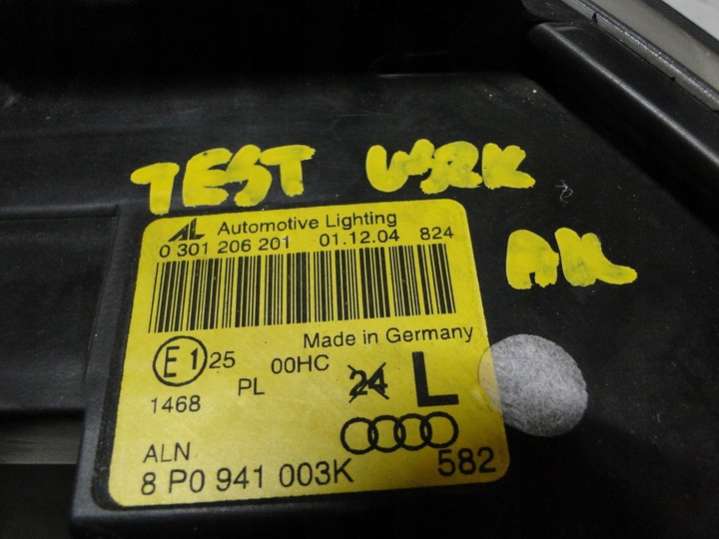 TEST WRK
AK
AL Automotive Lighting
0 301 206 201 01.12.04 824
Made in Germany
E1 25 00HC 24 L
1468 PL
ALN
8 P0 941 003K 582